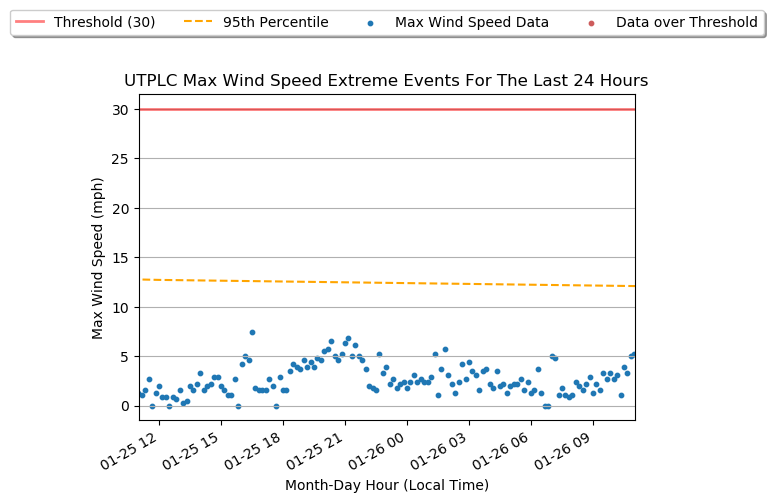 Threshold (30) 95th Percentile Max Wind Speed Data Data over Threshold
UTPLC Max Wind Speed Extreme Events For The Last 24 Hours
Max Wind Speed (mph)
30
25
20
15
10
5
0
01-25 12 01-25 15 01-25 18 01-25 21 01-26 00 01-26 03 01-26 06 01-26 09
Month-Day Hour (Local Time)